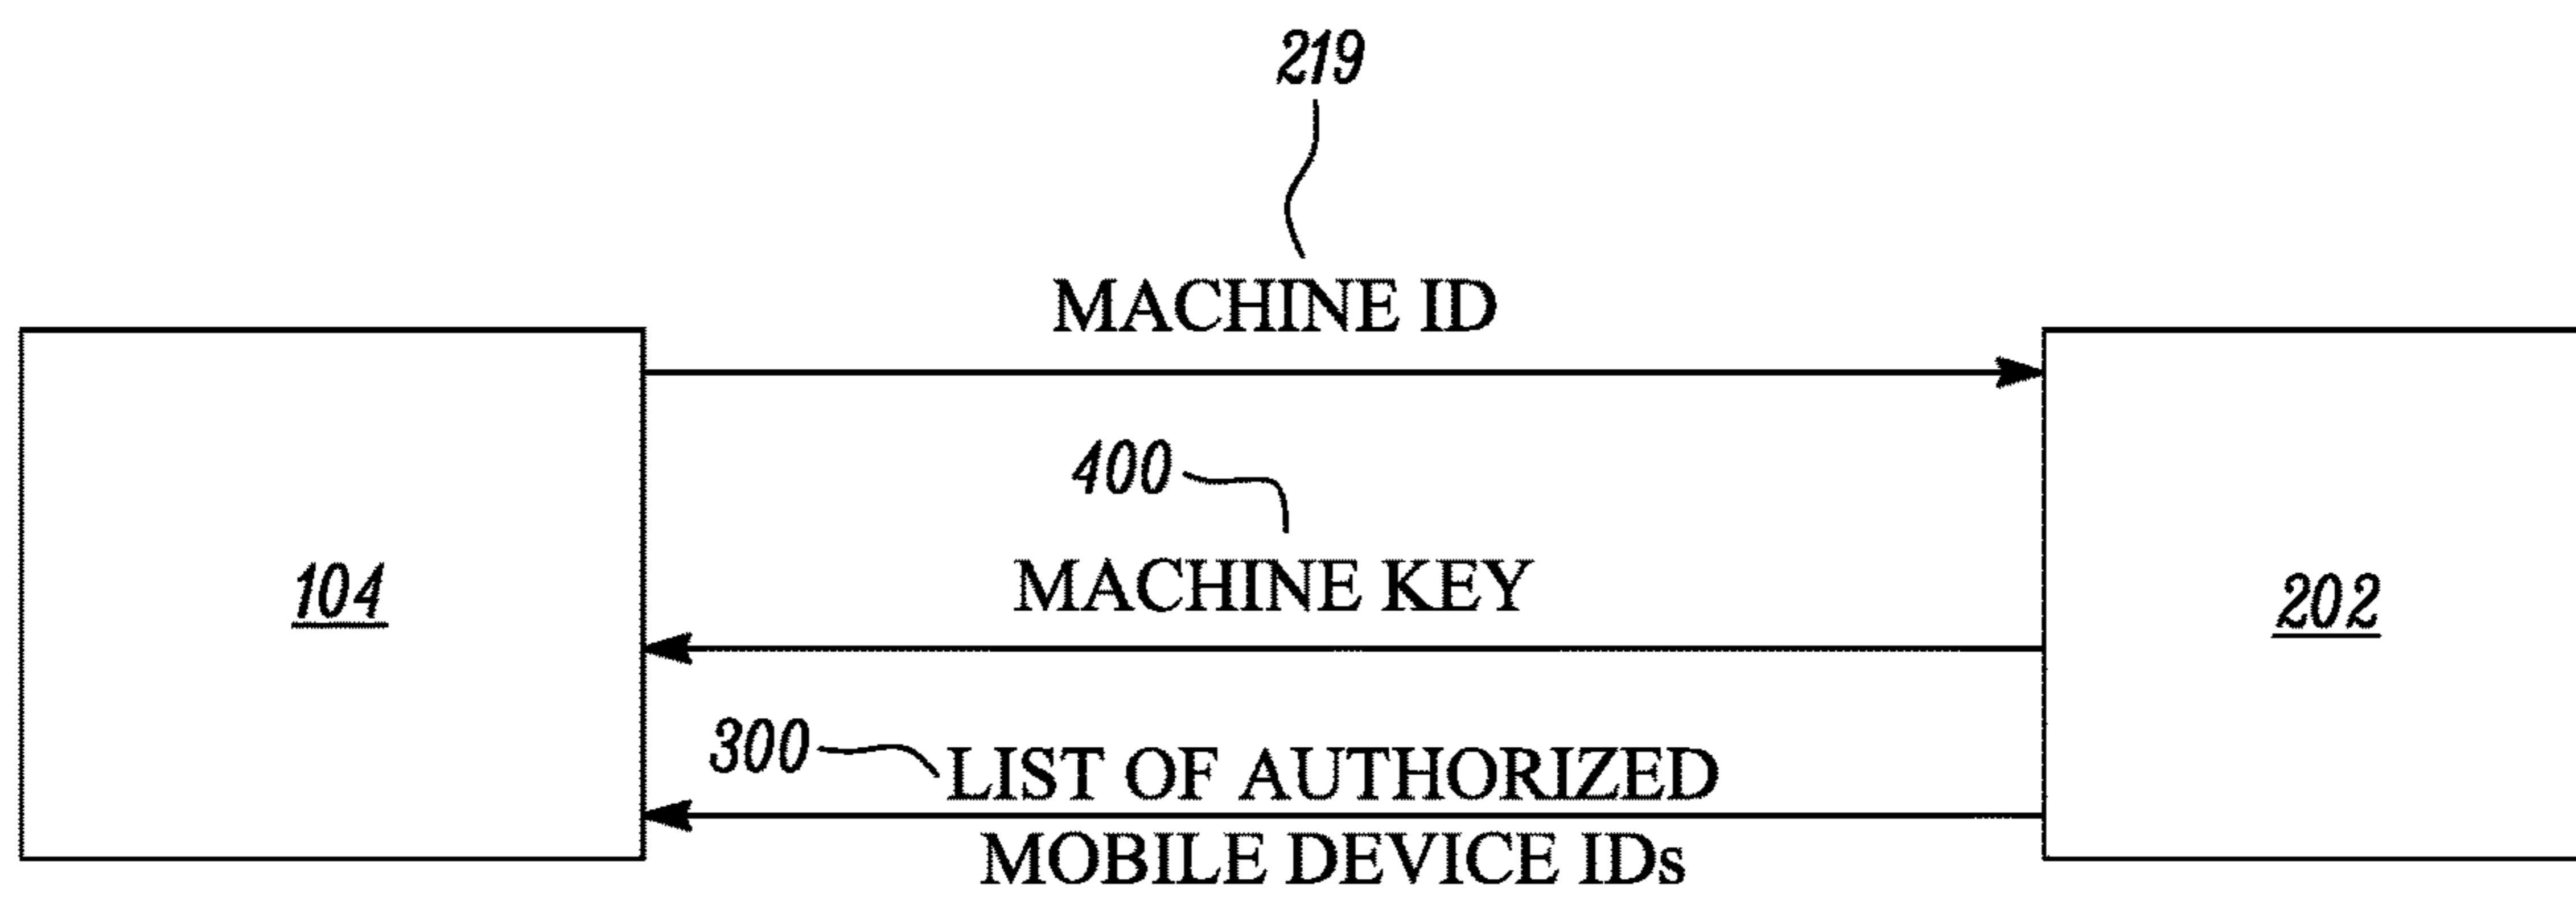 219
MACHINE ID
400
MACHINE KEY
104
202
300
LIST OF AUTHORIZED
MOBILE DEVICE IDs